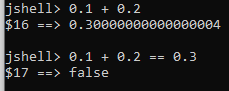 jshell> 0.1 + 0.2
$16 ==> 0.30000000000000004
jshell> 0.1 + 0.2 == 0.3
$17 ==> false